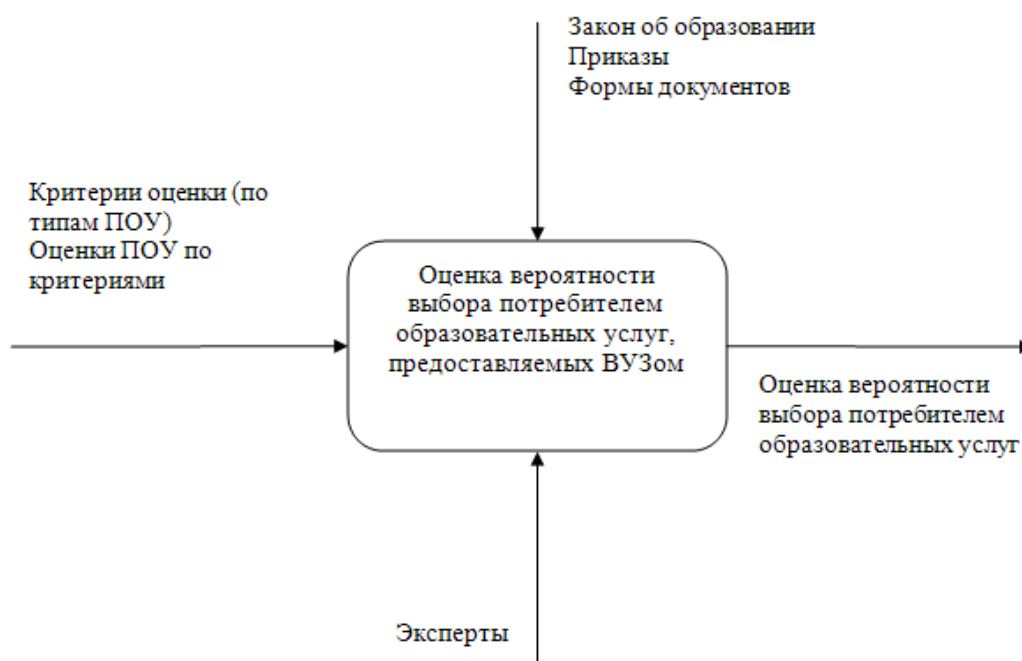 Закон об образовании
Приказы
Формы документов
Критерии оценки (по
типам ПОУ)
Оценки ПОУ по
критериями
Оценка вероятности
выбора потребителем
образовательных услуг,
предоставляемых ВУЗом
Оценка вероятности
выбора потребителем
образовательных услуг
Эксперты